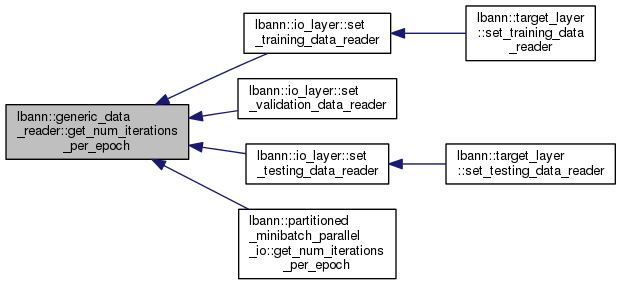 lbann::generic_data
_reader::get_num_iterations
_per_epoch
lbann::io_layer::set
_training_data_reader
lbann::target_layer
::set_training_data
_reader
lbann::io_layer::set
_validation_data_reader
lbann::io_layer::set
_testing_data_reader
lbann::target_layer
::set_testing_data_reader
lbann::partitioned
_minibatch_parallel
_io::get_num_iterations
_per_epoch